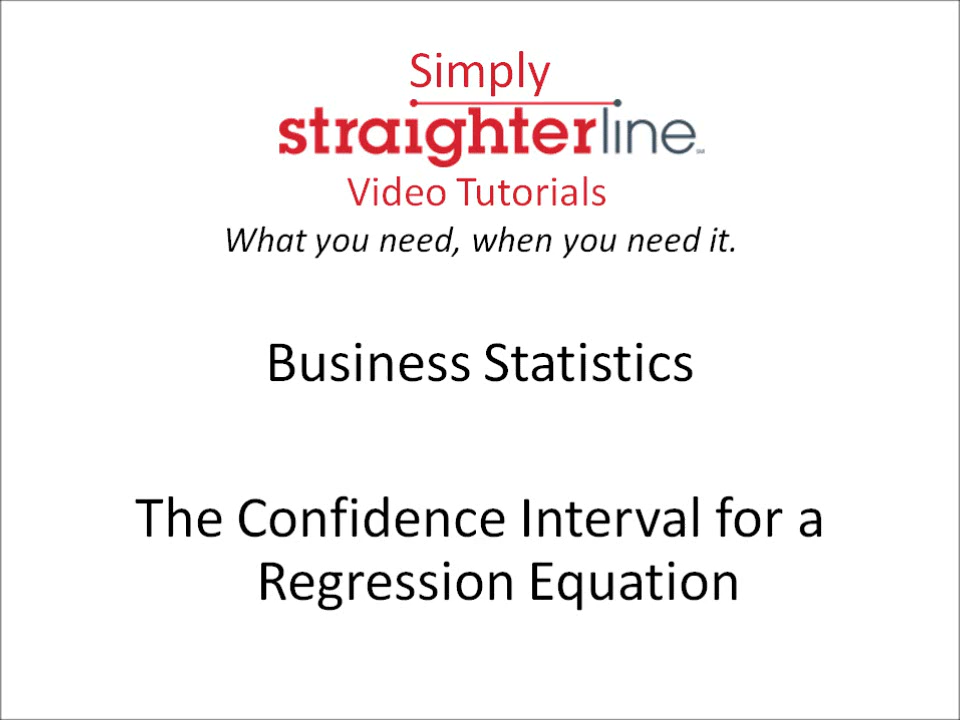 Simply
straighterline
Video Tutorials
What you need, when you need it.
Business Statistics
The Confidence Interval for a
Regression Equation